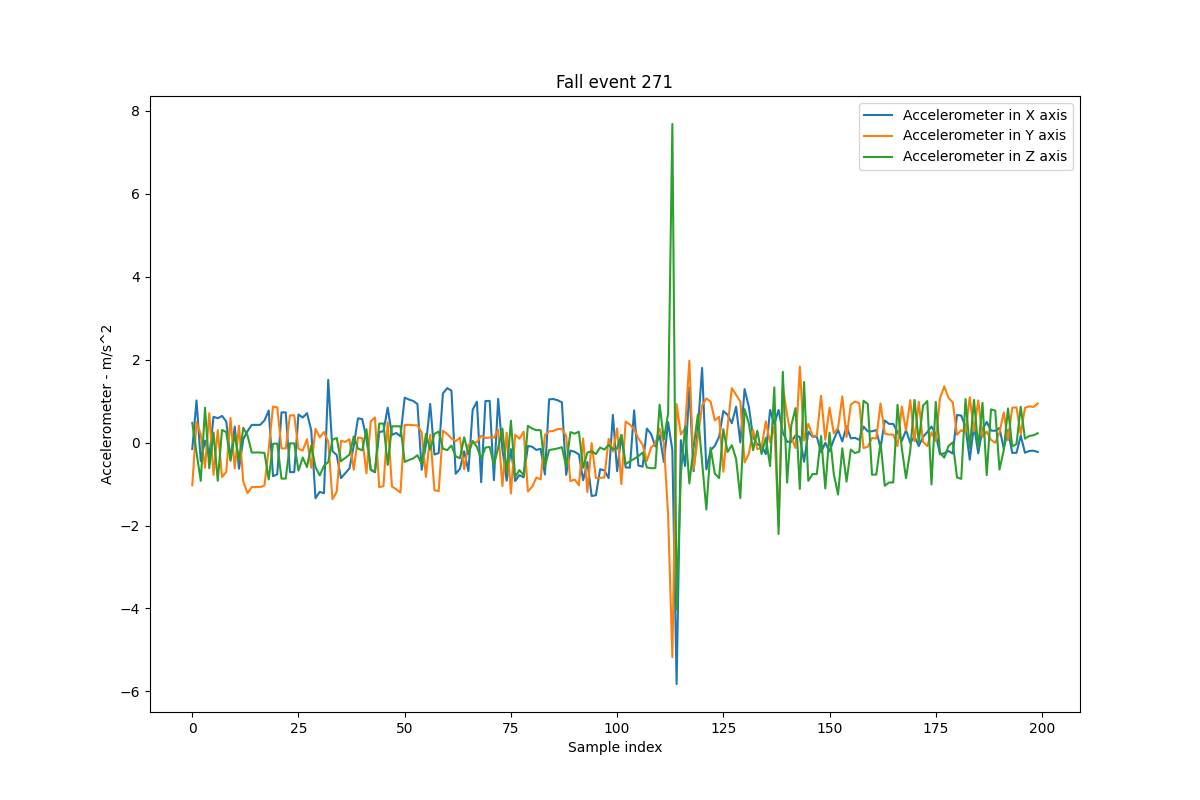 Fall event 271
Accelerometer in X axis
Accelerometer in Y axis
Accelerometer in Z axis
Accelerometer - m/s^2
8
6
4
2
0
−2
−4
−6
0 25 50 75 100 125 150 175 200
Sample index